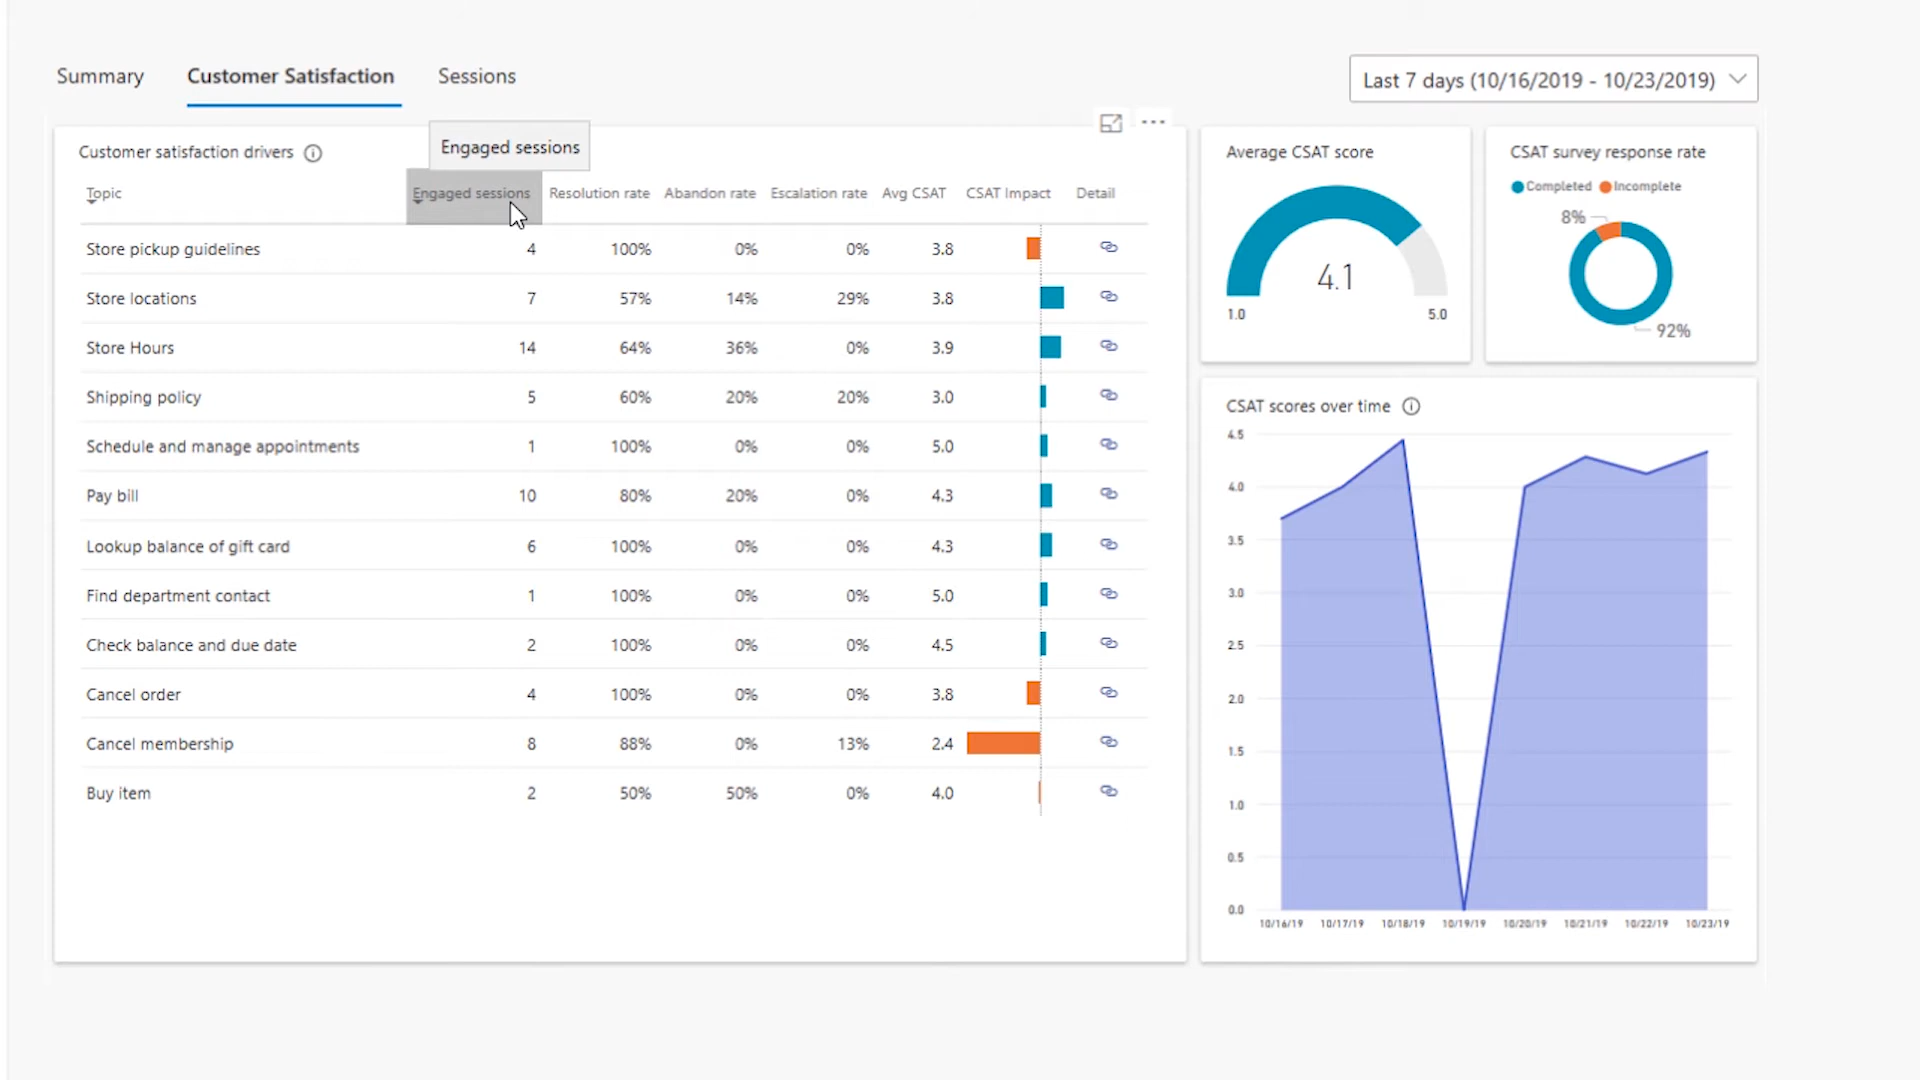 Summary Customer Satisfaction Sessions
Last 7 days (10/16/2019 - 10/23/2019)
Engaged sessions
Customer satisfaction drivers
Topic Engaged sessions Resolution rate Abandon rate Escalation rate Avg CSAT CSAT Impact Detail
Store pickup guidelines 4 100% 0% 0% 3.8
Store locations 7 57% 14% 29% 3.8
Store Hours 14 64% 36% 0% 3.9
Shipping policy 5 60% 20% 20% 3.0
Schedule and manage appointments 1 100% 0% 0% 5.0
Pay bill 10 80% 20% 0% 4.3
Lookup balance of gift card 6 100% 0% 0% 4.3
Find department contact 1 100% 0% 0% 5.0
Check balance and due date 2 100% 0% 0% 4.5
Cancel order 4 100% 0% 0% 3.8
Cancel membership 8 88% 0% 13% 2.4
Buy item 2 50% 50% 0% 4.0
Average CSAT score
4.1
1.0 5.0
CSAT survey response rate
Completed Incomplete
8%
92%
CSAT scores over time
4.5
4.0
3.5
3.0
2.5
2.0
1.5
1.0
0.5
0.0
10/16/19 10/17/19 10/18/19 10/19/19 10/20/19 10/21/19 10/22/19 10/23/19